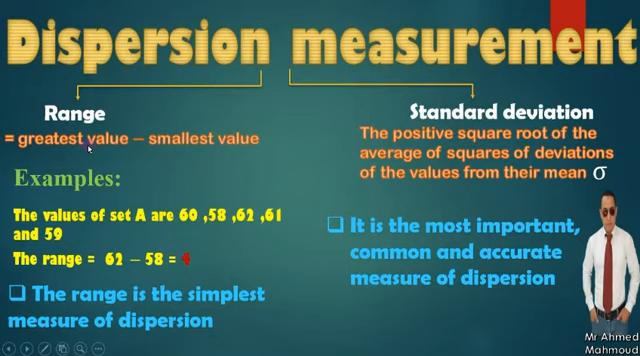 Dispersion measurement
Range
= greatest value – smallest value
Examples:
The values of set A are 60 ,58 ,62 ,61
and 59
The range = 62 – 58 = 4
The range is the simplest
measure of dispersion
Standard deviation
The positive square root of the
average of squares of deviations
of the values from their mean σ
It is the most important,
common and accurate
measure of dispersion
Mr Ahmed
Mahmoud